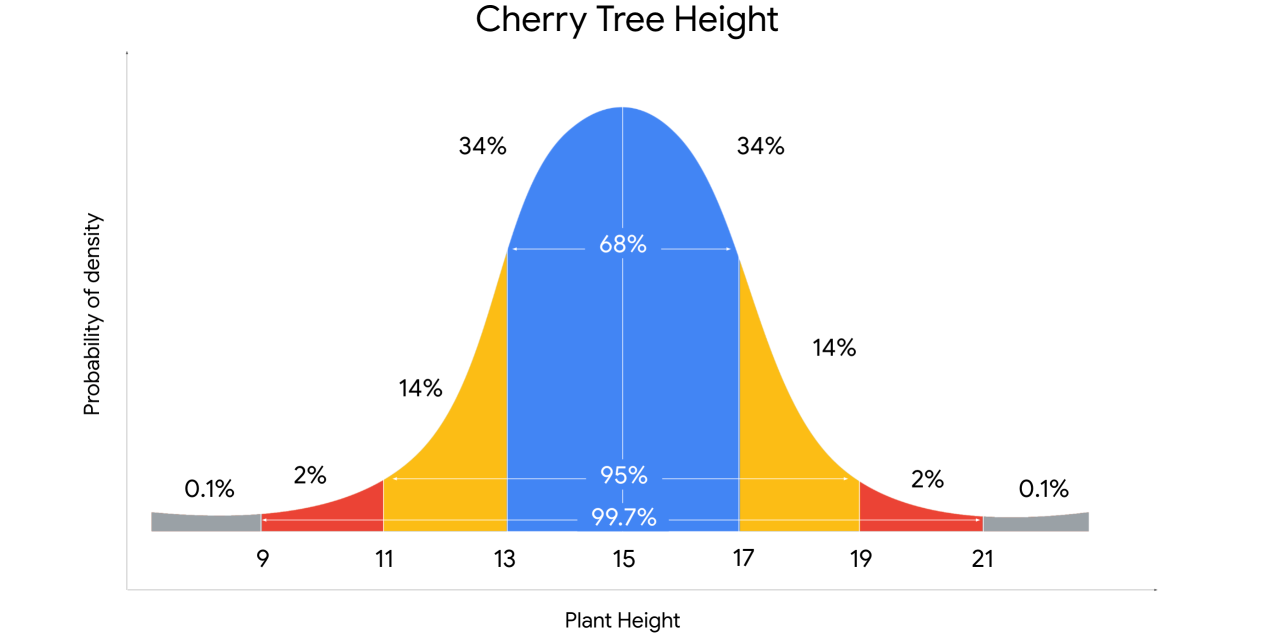 Cherry Tree Height
34%
34%
Probability of density
68%
14%
14%
95%
2%
2%
0.1%
0.1%
99.7%
9 11 13 15 17 19 21
Plant Height